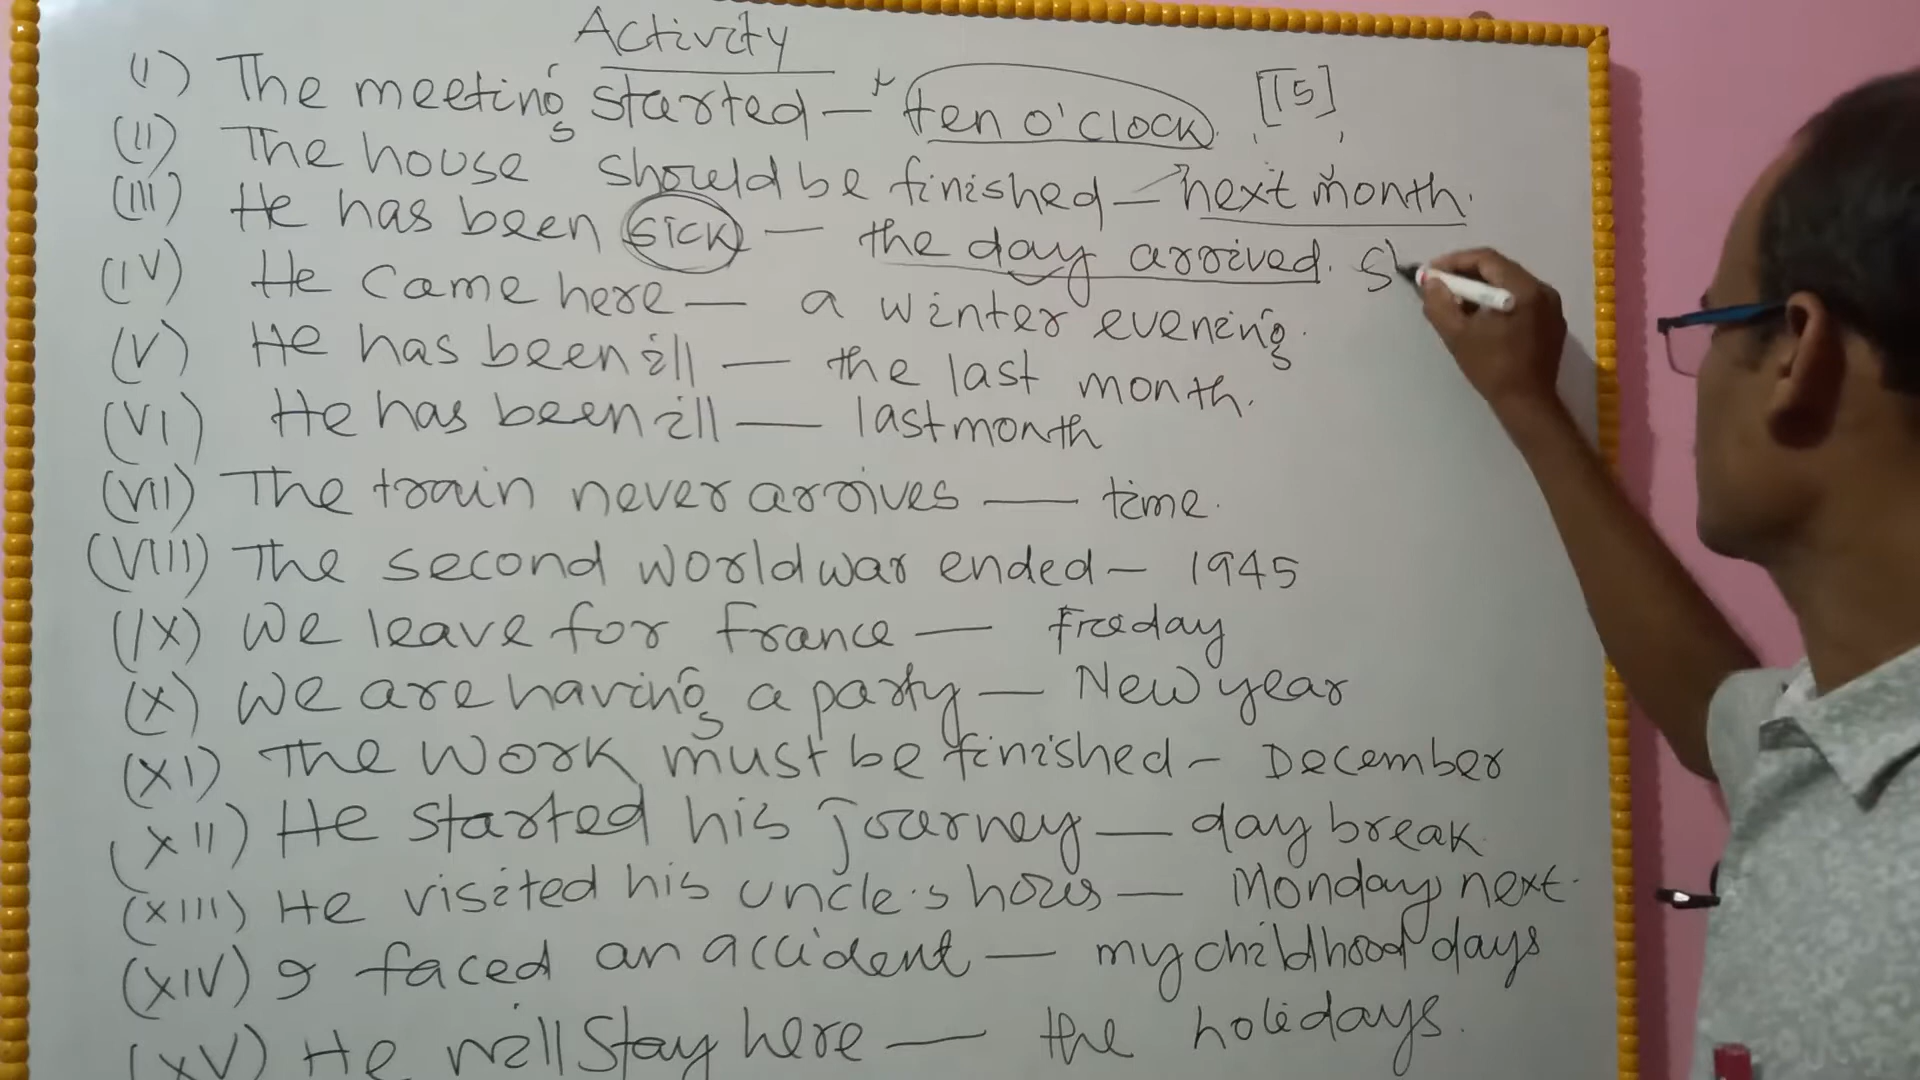 Activity
(I) The meeting started — ten o'clock. [15]
(II) The house should be finished — next month.
(III) He has been sick — the day arrived. S
(IV) He came here — a winter evening.
(V) He has been ill — the last month.
(VI) He has been ill — last month
(VII) The train never arrives — time.
(VIII) The second world war ended — 1945
(IX) We leave for France — Freday
(X) We are having a party — New year
(XI) The work must be finished — December
(XII) He started his journey — day break
(XIII) He visited his uncle's — Monday next.
(XIV) I faced an accident — my childhood days
(XV) He will stay here — the holidays.